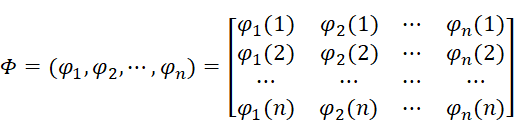 Φ = (φ₁, φ₂, ⋯, φₙ) = [φ₁(1) φ₂(1) ⋯ φₙ(1)
φ₁(2) φ₂(2) ⋯ φₙ(2)
⋯ ⋯ ⋯ ⋯
φ₁(n) φ₂(n) ⋯ φₙ(n)]